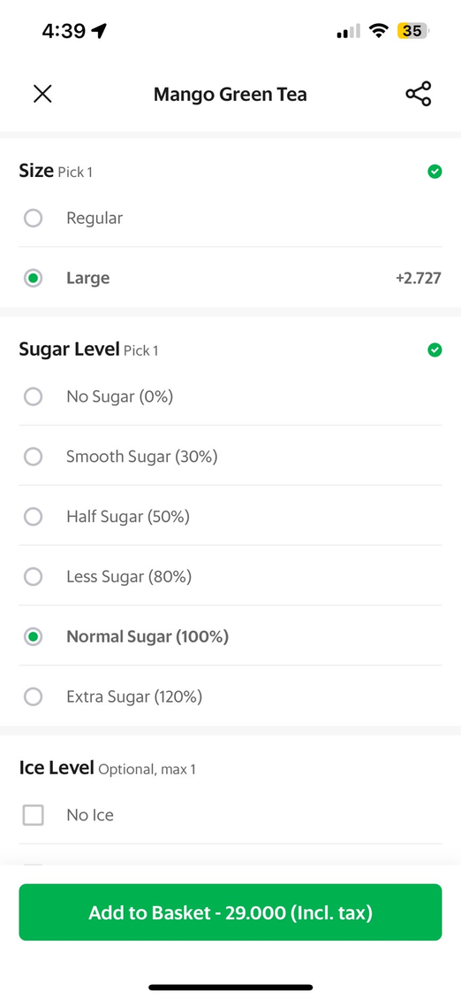 4:39
35
Mango Green Tea
Size Pick 1
Regular
Large +2.727
Sugar Level Pick 1
No Sugar (0%)
Smooth Sugar (30%)
Half Sugar (50%)
Less Sugar (80%)
Normal Sugar (100%)
Extra Sugar (120%)
Ice Level Optional, max 1
No Ice
Add to Basket - 29.000 (Incl. tax)